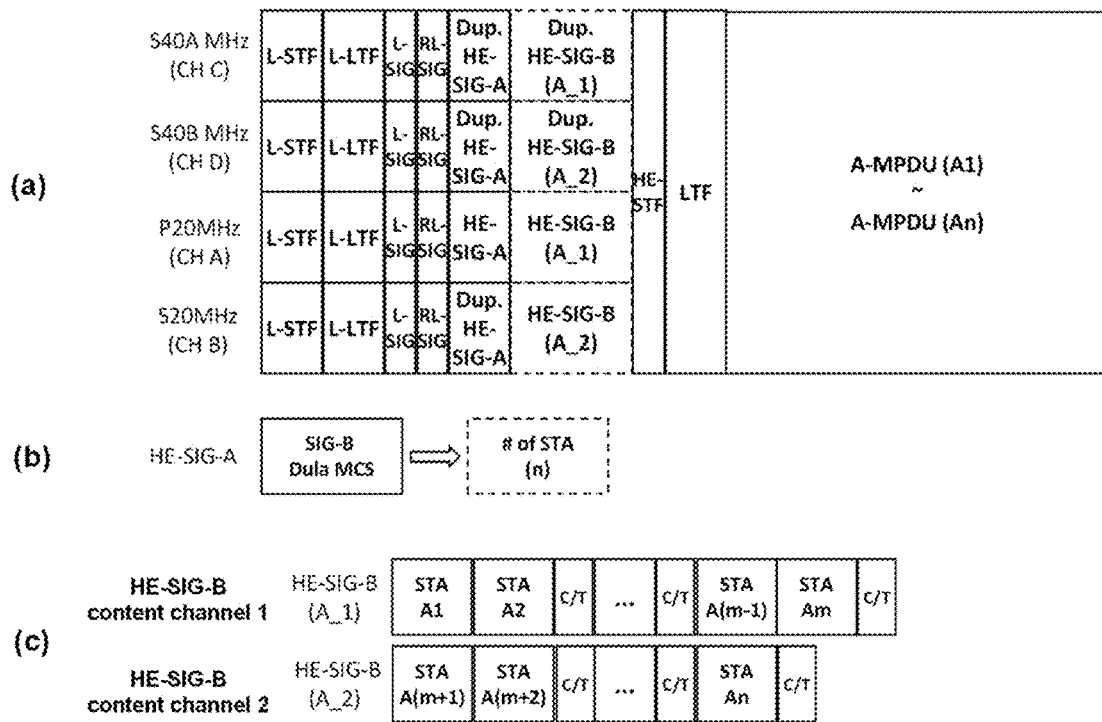 (a)
S40A MHz
(CH C)
L-STF
L-LTF
L-
SIG
RL-
SIG
Dup.
HE-
SIG-A
Dup.
HE-SIG-B
(A_1)
S40B MHz
(CH D)
L-STF
L-LTF
L-
SIG
RL-
SIG
Dup.
HE-
SIG-A
Dup.
HE-SIG-B
(A_2)
P20MHz
(CH A)
L-STF
L-LTF
L-
SIG
RL-
SIG
HE-
SIG-A
HE-SIG-B
(A_1)
S20MHz
(CH B)
L-STF
L-LTF
L-
SIG
RL-
SIG
Dup.
HE-
SIG-A
HE-SIG-B
(A_2)
HE-
STF
LTF
A-MPDU (A1)
~
A-MPDU (An)
(b)
HE-SIG-A
SIG-B
Dula MCS
# of STA
(n)
(c)
HE-SIG-B
content channel 1
HE-SIG-B
(A_1)
STA
A1
STA
A2
C/T
...
C/T
STA
A(m-1)
STA
Am
C/T
HE-SIG-B
content channel 2
HE-SIG-B
(A_2)
STA
A(m+1)
STA
A(m+2)
C/T
...
C/T
STA
An
C/T